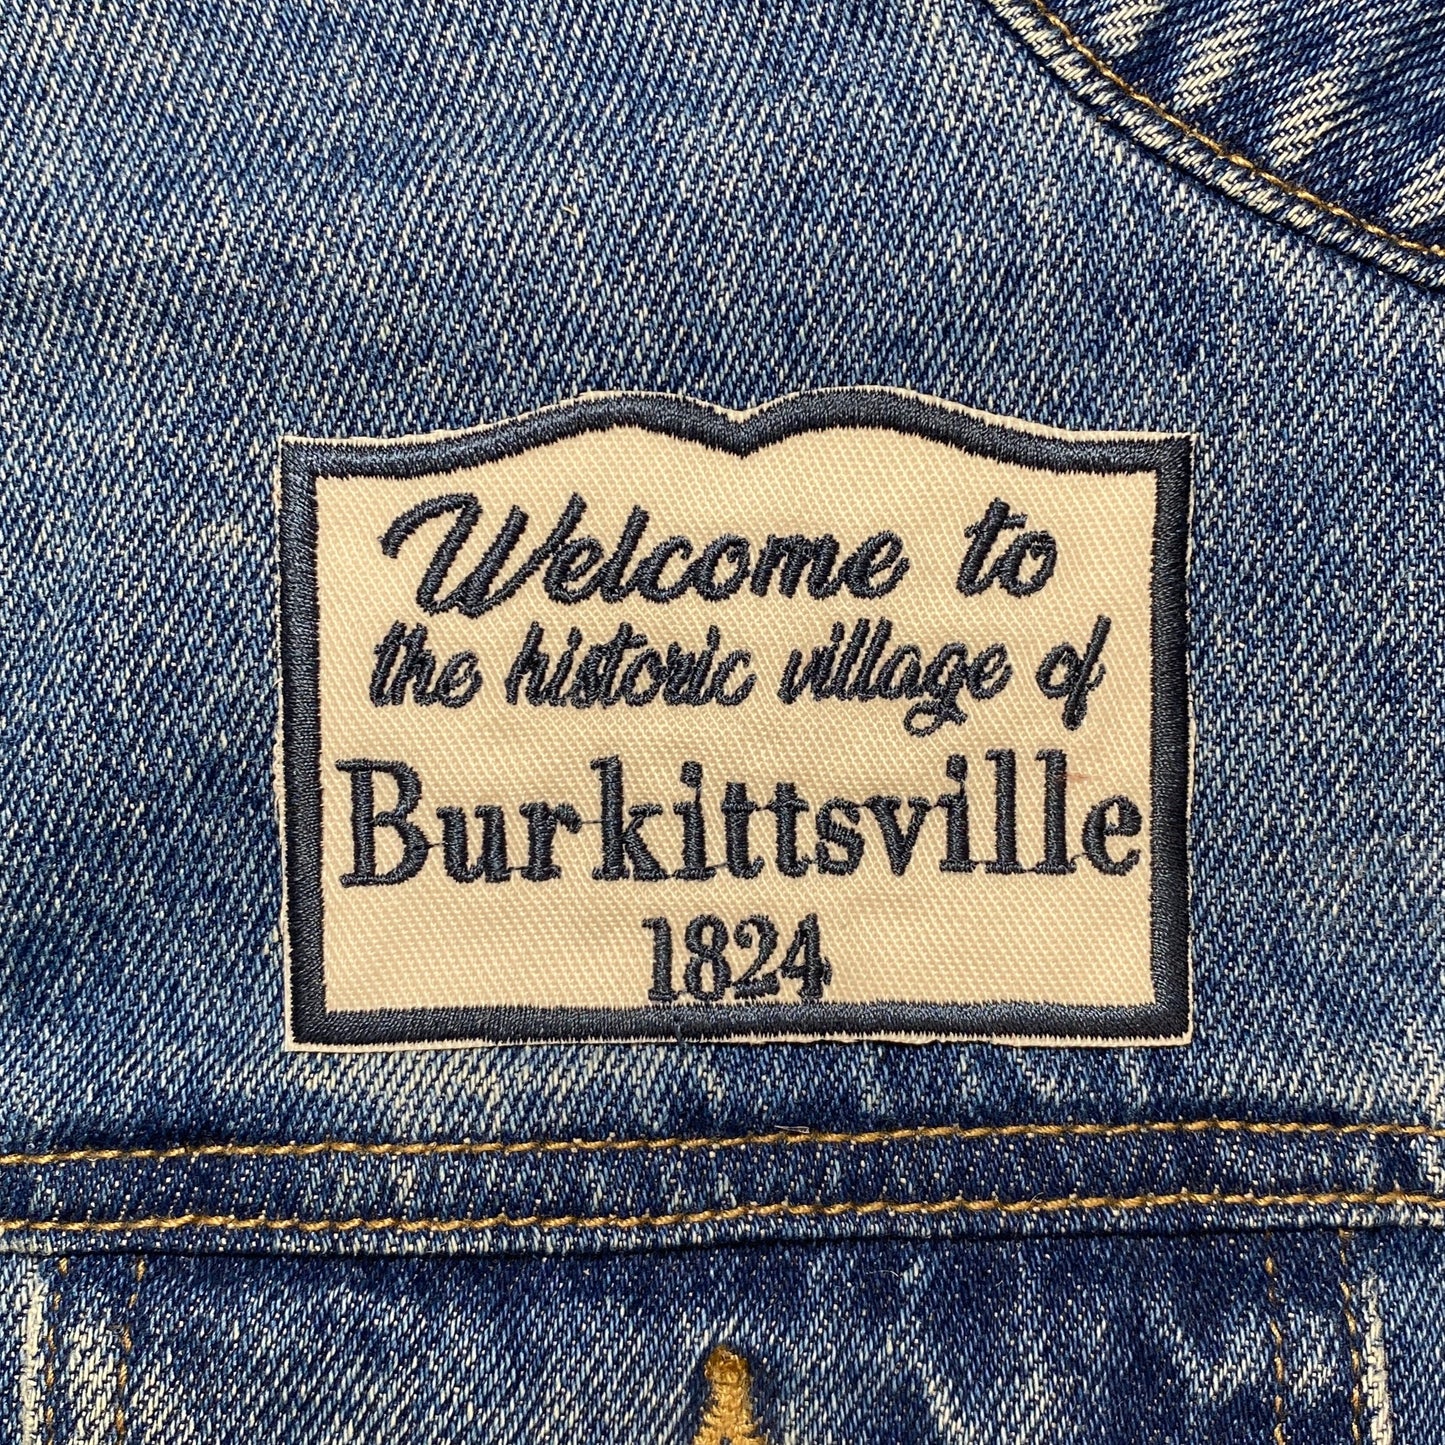 Welcome to
the historic village of
Burkittsville
1824